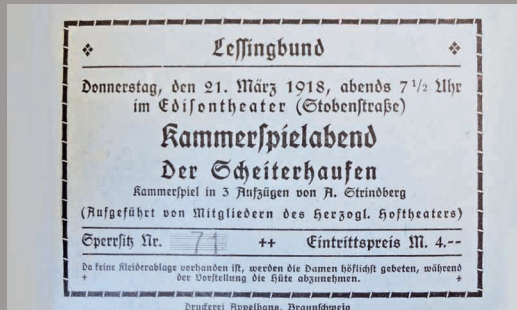 Lessingbund
Donnerstag, den 21. März 1918, abends 7 1/2 Uhr
im Edisontheater (Stobenstraße)
Kammerspielabend
Der Scheiterhaufen
Kammerspiel in 3 Aufzügen von A. Strindberg
(Aufgeführt von Mitgliedern des Herzogl. Hoftheaters)
Sperrsitz Nr. 71 ++ Eintrittspreis M. 4.--
Da keine Kleiderablage vorhanden ist, werden die Damen höflichst gebeten, während
+ der Vorstellung die Hüte abzunehmen. +
Druckerei Appelhans, Braunschweig